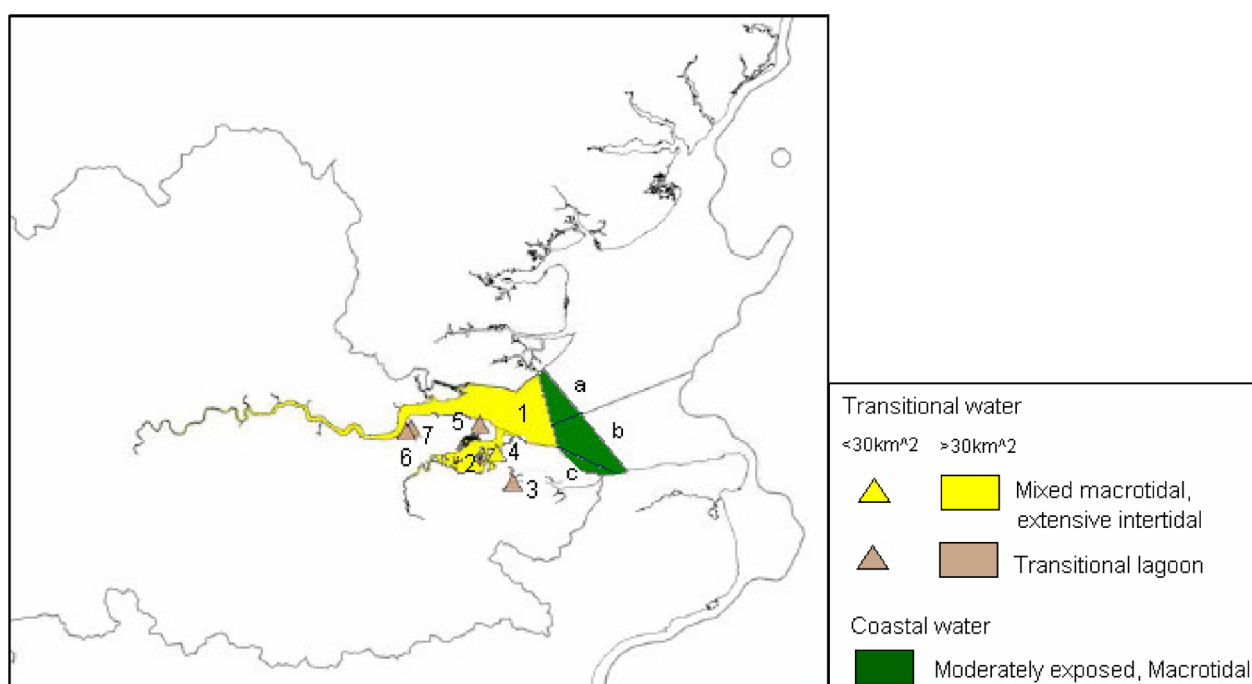 a
1
b
5
7
6
2
4
c
3
Transitional water
<30km^2 >30km^2
Mixed macrotidal,
extensive intertidal
Transitional lagoon
Coastal water
Moderately exposed, Macrotidal